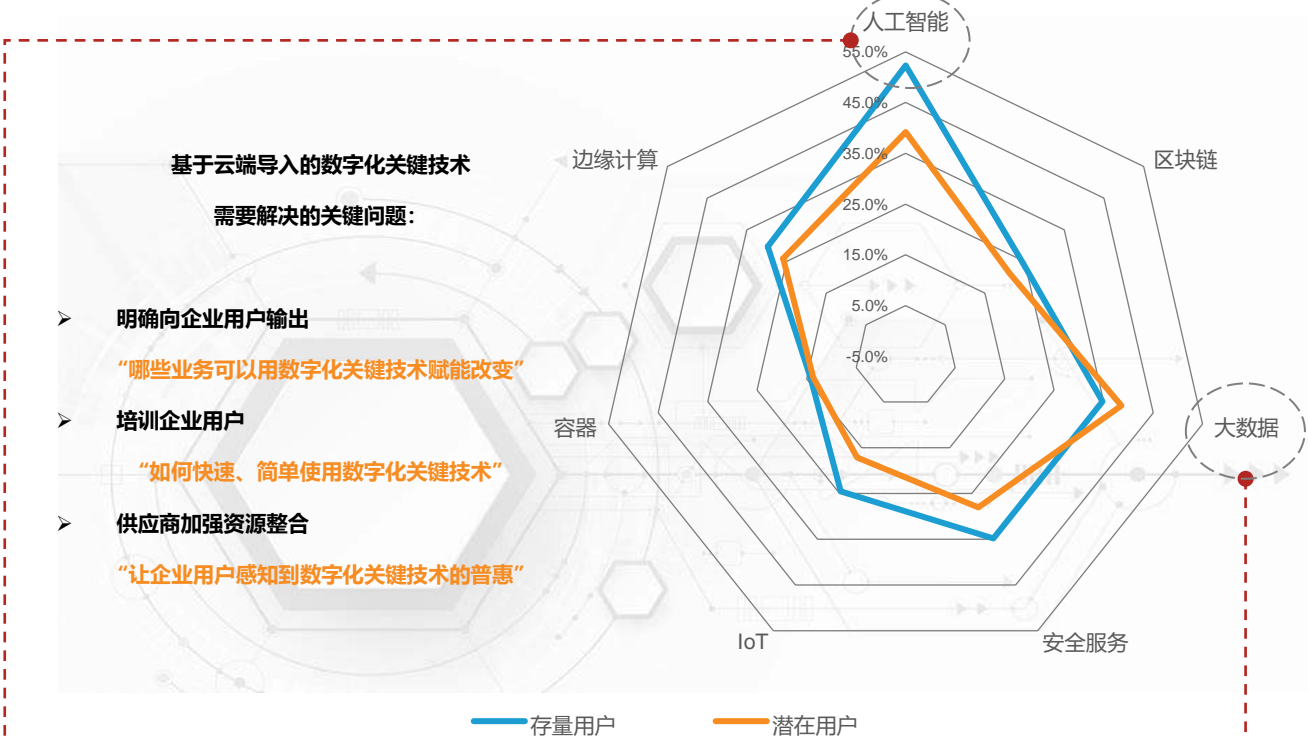 基于云端导入的数字化关键技术
需要解决的关键问题：
➢ 明确向企业用户输出
“哪些业务可以用数字化关键技术赋能改变”
➢ 培训企业用户
“如何快速、简单使用数字化关键技术”
➢ 供应商加强资源整合
“让企业用户感知到数字化关键技术的普惠”
人工智能
55.0%
45.0%
35.0%
25.0%
15.0%
5.0%
-5.0%
边缘计算
区块链
容器
大数据
IoT
安全服务
存量用户
潜在用户